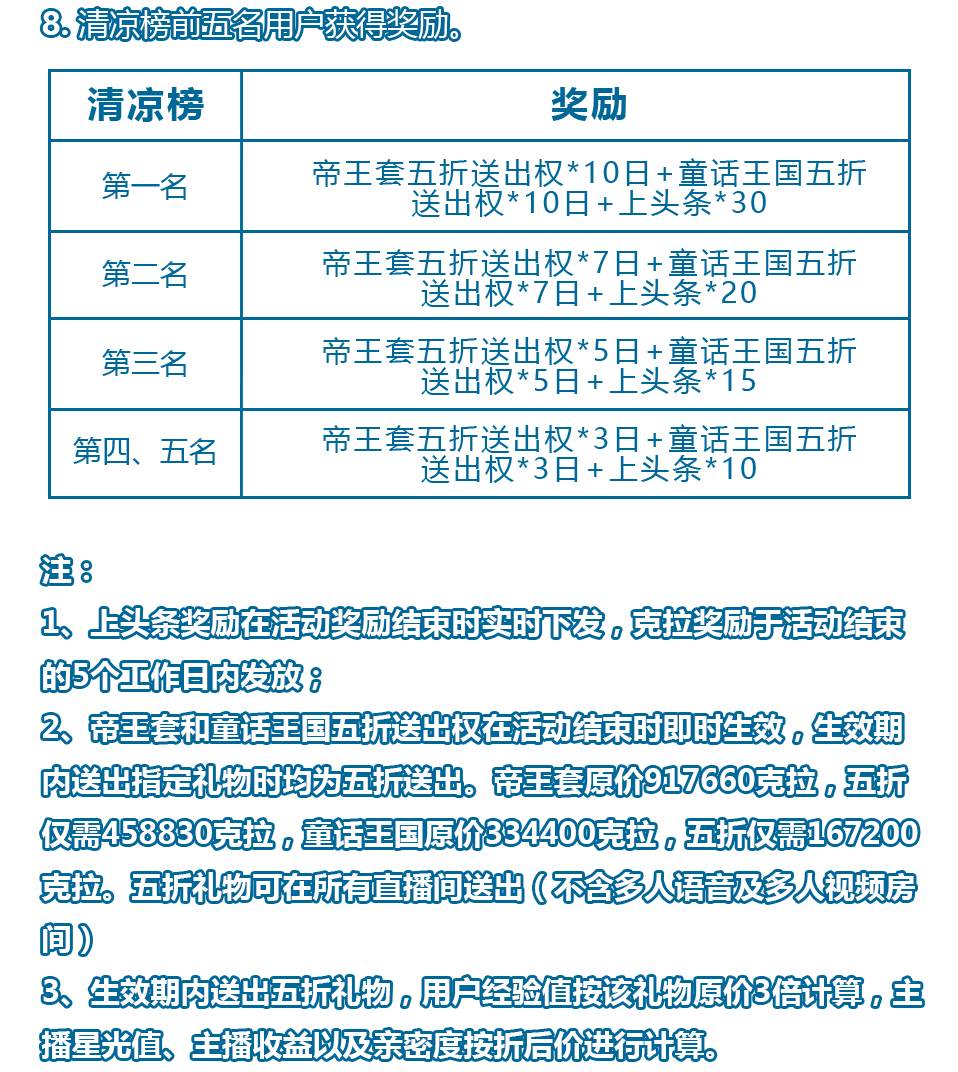 8. 清凉榜前五名用户获得奖励。
清凉榜 奖励
第一名 帝王套五折送出权*10日+童话王国五折
送出权*10日+上头条*30
第二名 帝王套五折送出权*7日+童话王国五折
送出权*7日+上头条*20
第三名 帝王套五折送出权*5日+童话王国五折
送出权*5日+上头条*15
第四、五名 帝王套五折送出权*3日+童话王国五折
送出权*3日+上头条*10
注：
1、上头条奖励在活动奖励结束时实时下发，克拉奖励于活动结束
的5个工作日内发放；
2、帝王套和童话王国五折送出权在活动结束时即时生效，生效期
内送出指定礼物时均为五折送出。帝王套原价917660克拉，五折
仅需458830克拉，童话王国原价334400克拉，五折仅需167200
克拉。五折礼物可在所有直播间送出（不含多人语音及多人视频房
间）
3、生效期内送出五折礼物，用户经验值按该礼物原价3倍计算，主
播星光值、主播收益以及亲密度按折后价进行计算。